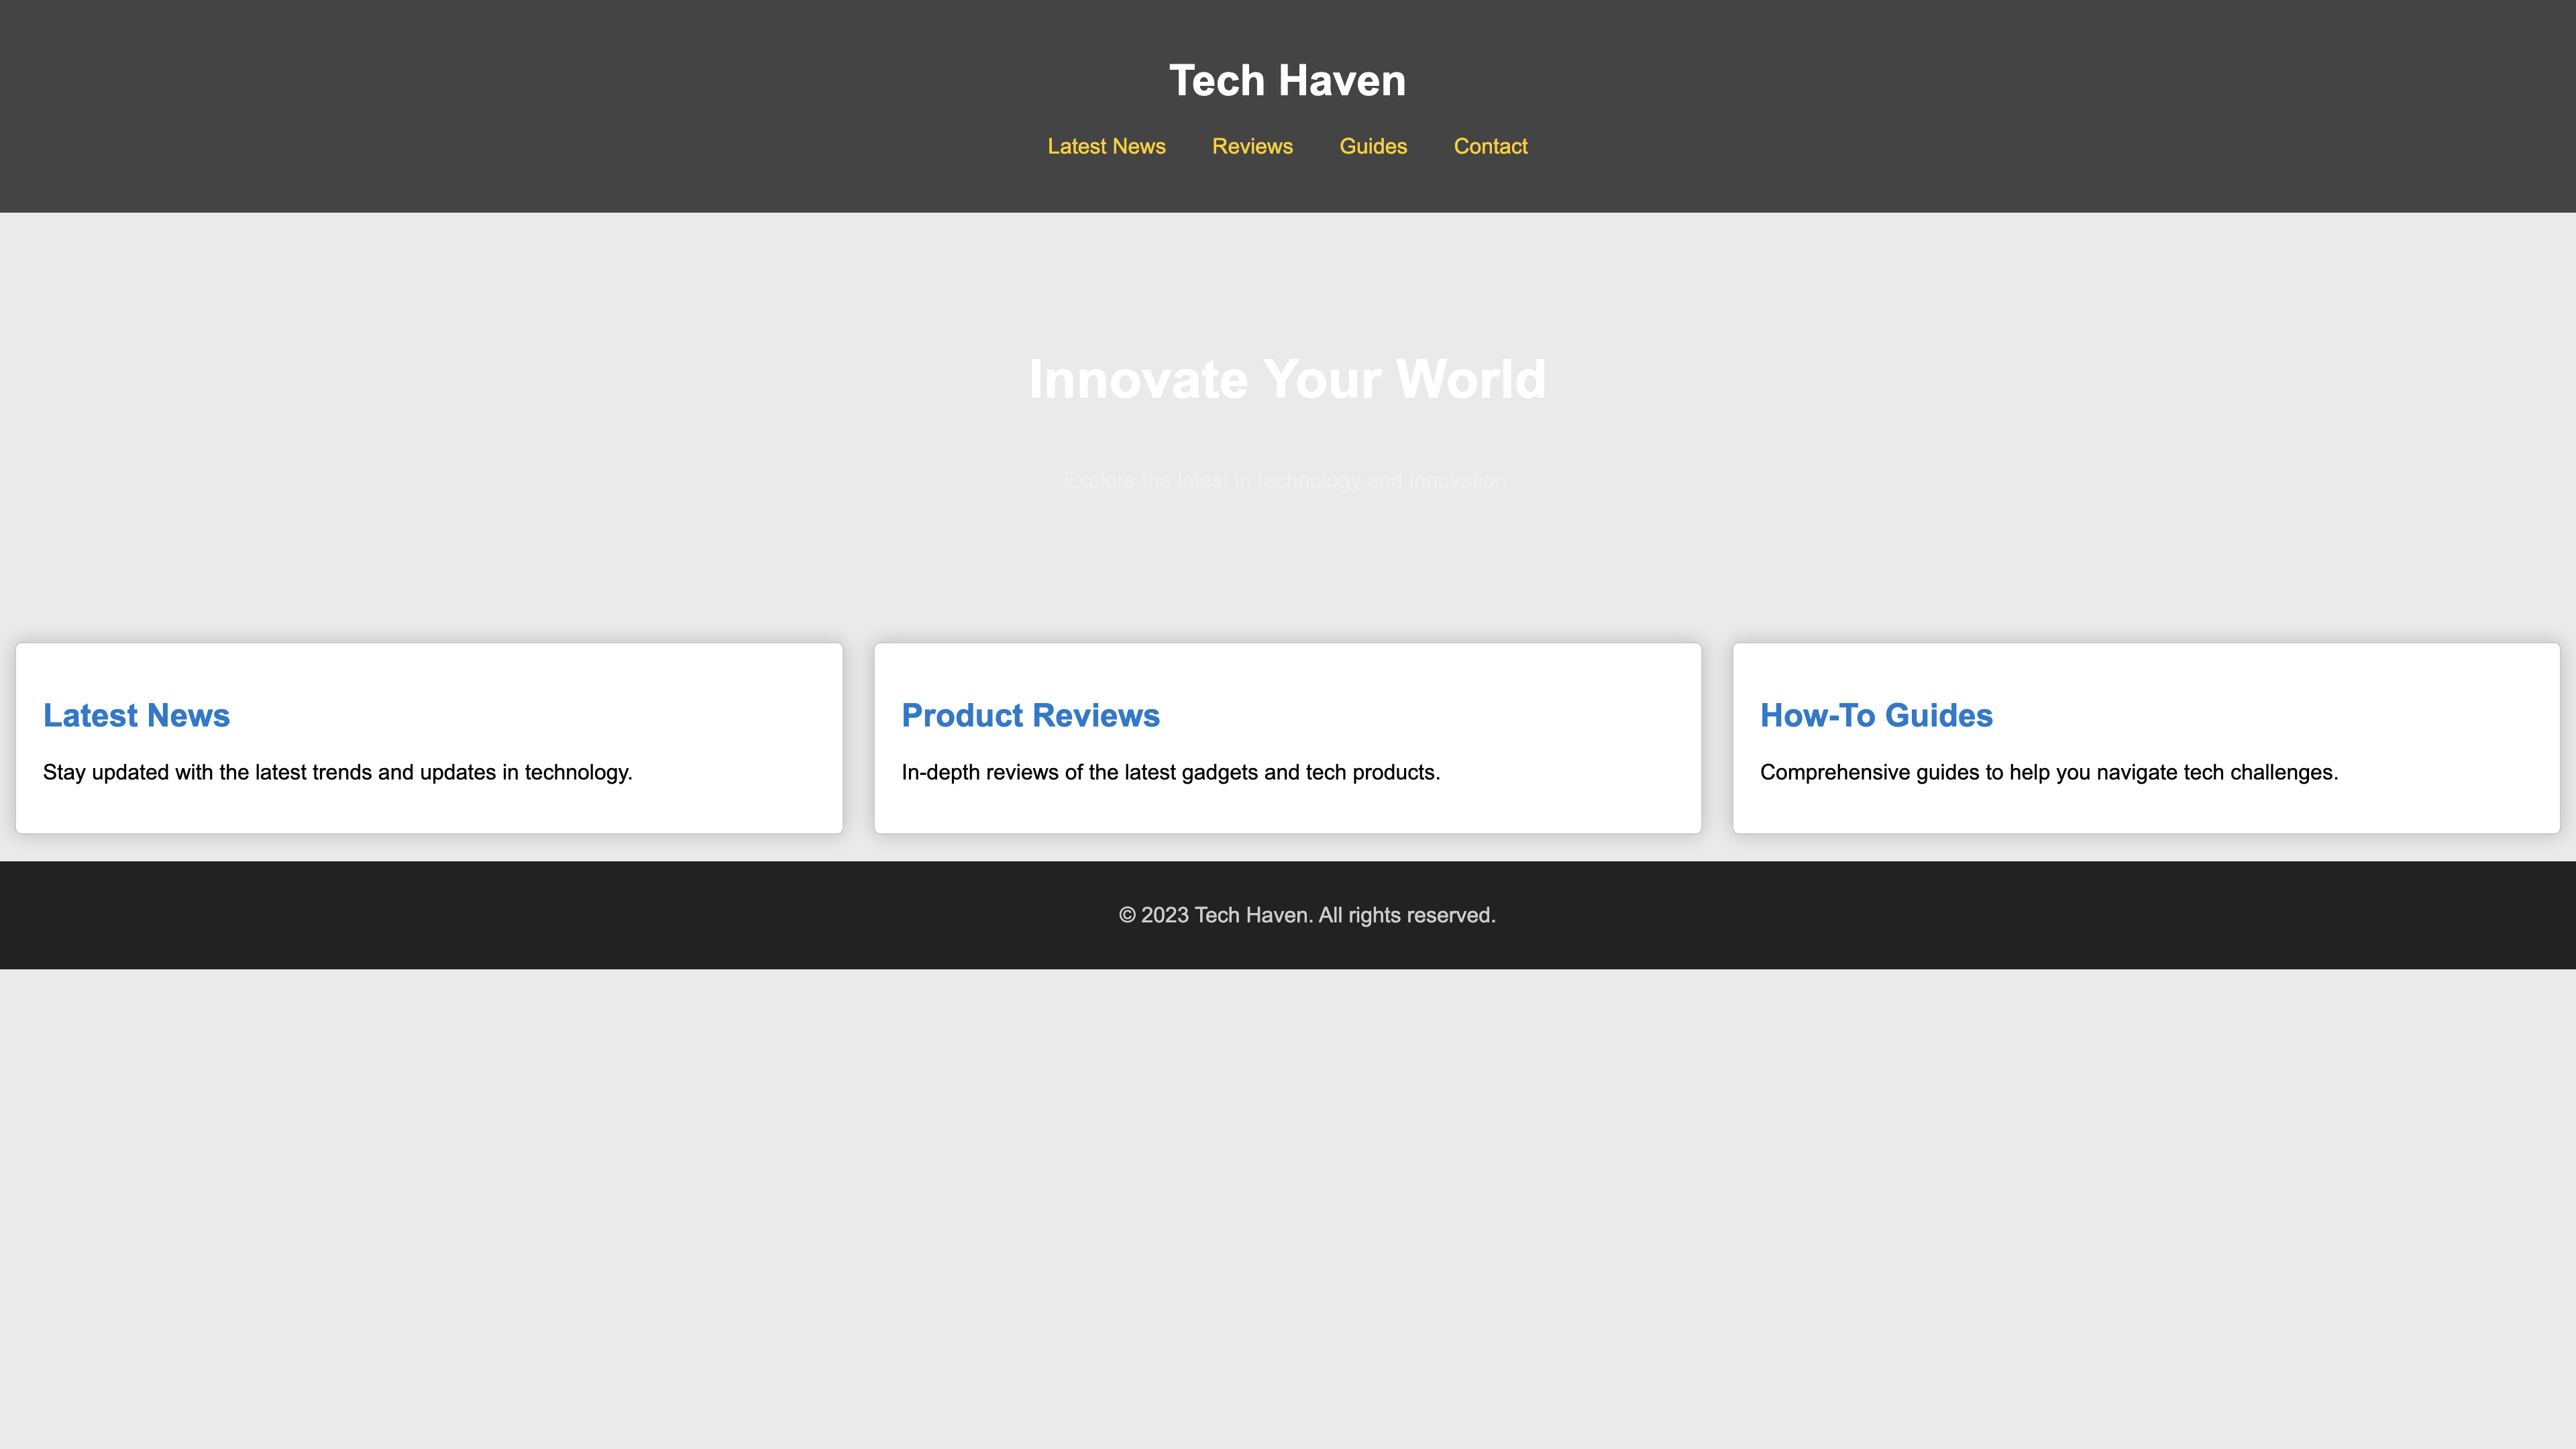 Tech Haven
Latest News Reviews Guides Contact
Innovate Your World
Explore the latest in technology and innovation.
Latest News
Stay updated with the latest trends and updates in technology.
Product Reviews
In-depth reviews of the latest gadgets and tech products.
How-To Guides
Comprehensive guides to help you navigate tech challenges.
© 2023 Tech Haven. All rights reserved.